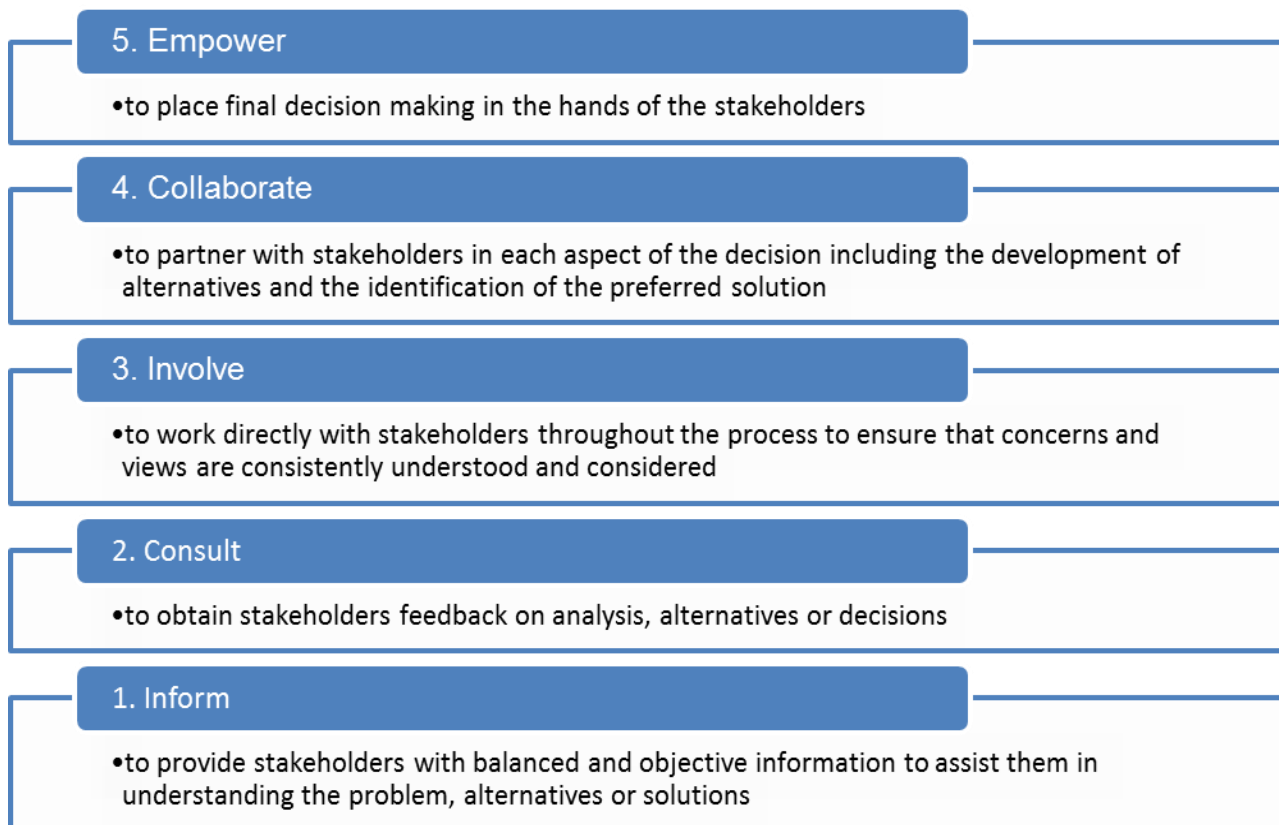 5. Empower
•to place final decision making in the hands of the stakeholders
4. Collaborate
•to partner with stakeholders in each aspect of the decision including the development of
alternatives and the identification of the preferred solution
3. Involve
•to work directly with stakeholders throughout the process to ensure that concerns and
views are consistently understood and considered
2. Consult
•to obtain stakeholders feedback on analysis, alternatives or decisions
1. Inform
•to provide stakeholders with balanced and objective information to assist them in
understanding the problem, alternatives or solutions